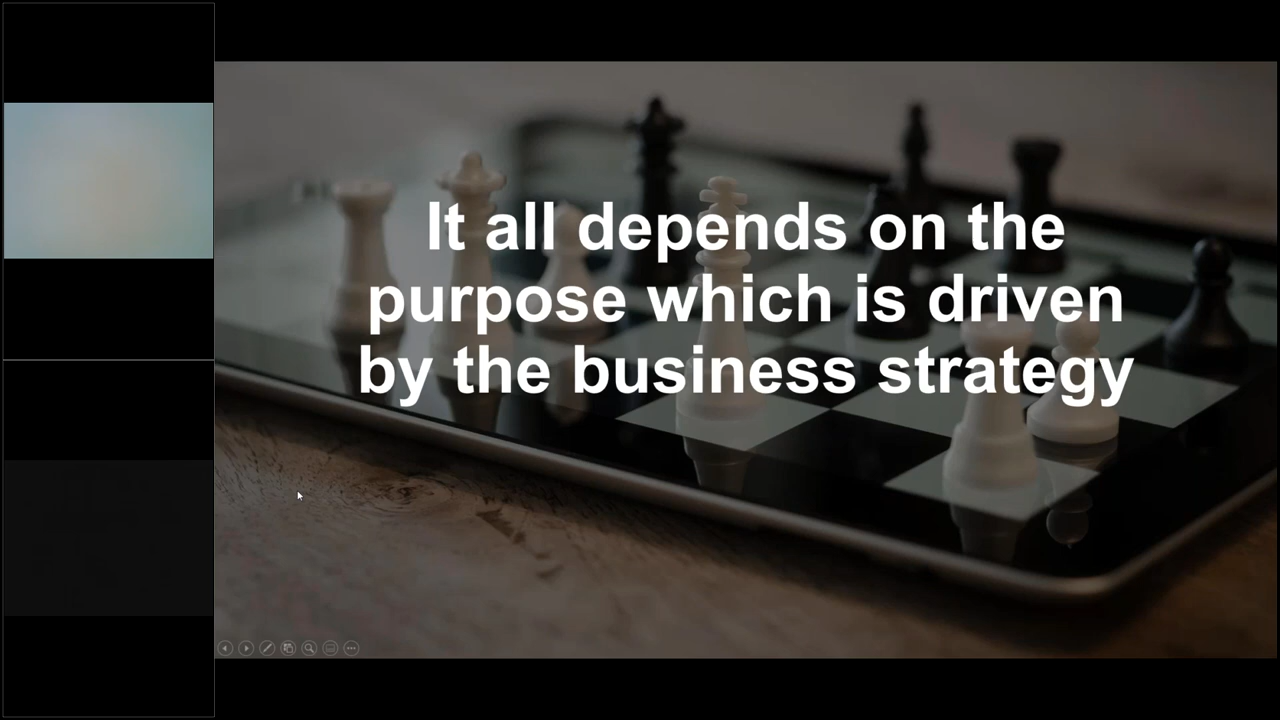 It all depends on the
purpose which is driven
by the business strategy